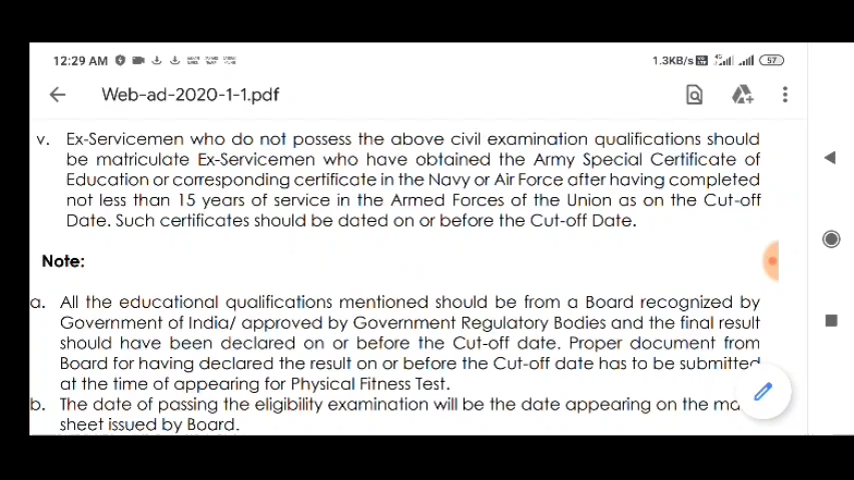 12:29 AM
1.3KB/s 57
Web-ad-2020-1-1.pdf
v. Ex-Servicemen who do not possess the above civil examination qualifications should
be matriculate Ex-Servicemen who have obtained the Army Special Certificate of
Education or corresponding certificate in the Navy or Air Force after having completed
not less than 15 years of service in the Armed Forces of the Union as on the Cut-off
Date. Such certificates should be dated on or before the Cut-off Date.
Note:
a. All the educational qualifications mentioned should be from a Board recognized by
Government of India/ approved by Government Regulatory Bodies and the final result
should have been declared on or before the Cut-off date. Proper document from
Board for having declared the result on or before the Cut-off date has to be submitted
at the time of appearing for Physical Fitness Test.
b. The date of passing the eligibility examination will be the date appearing on the
sheet issued by Board.